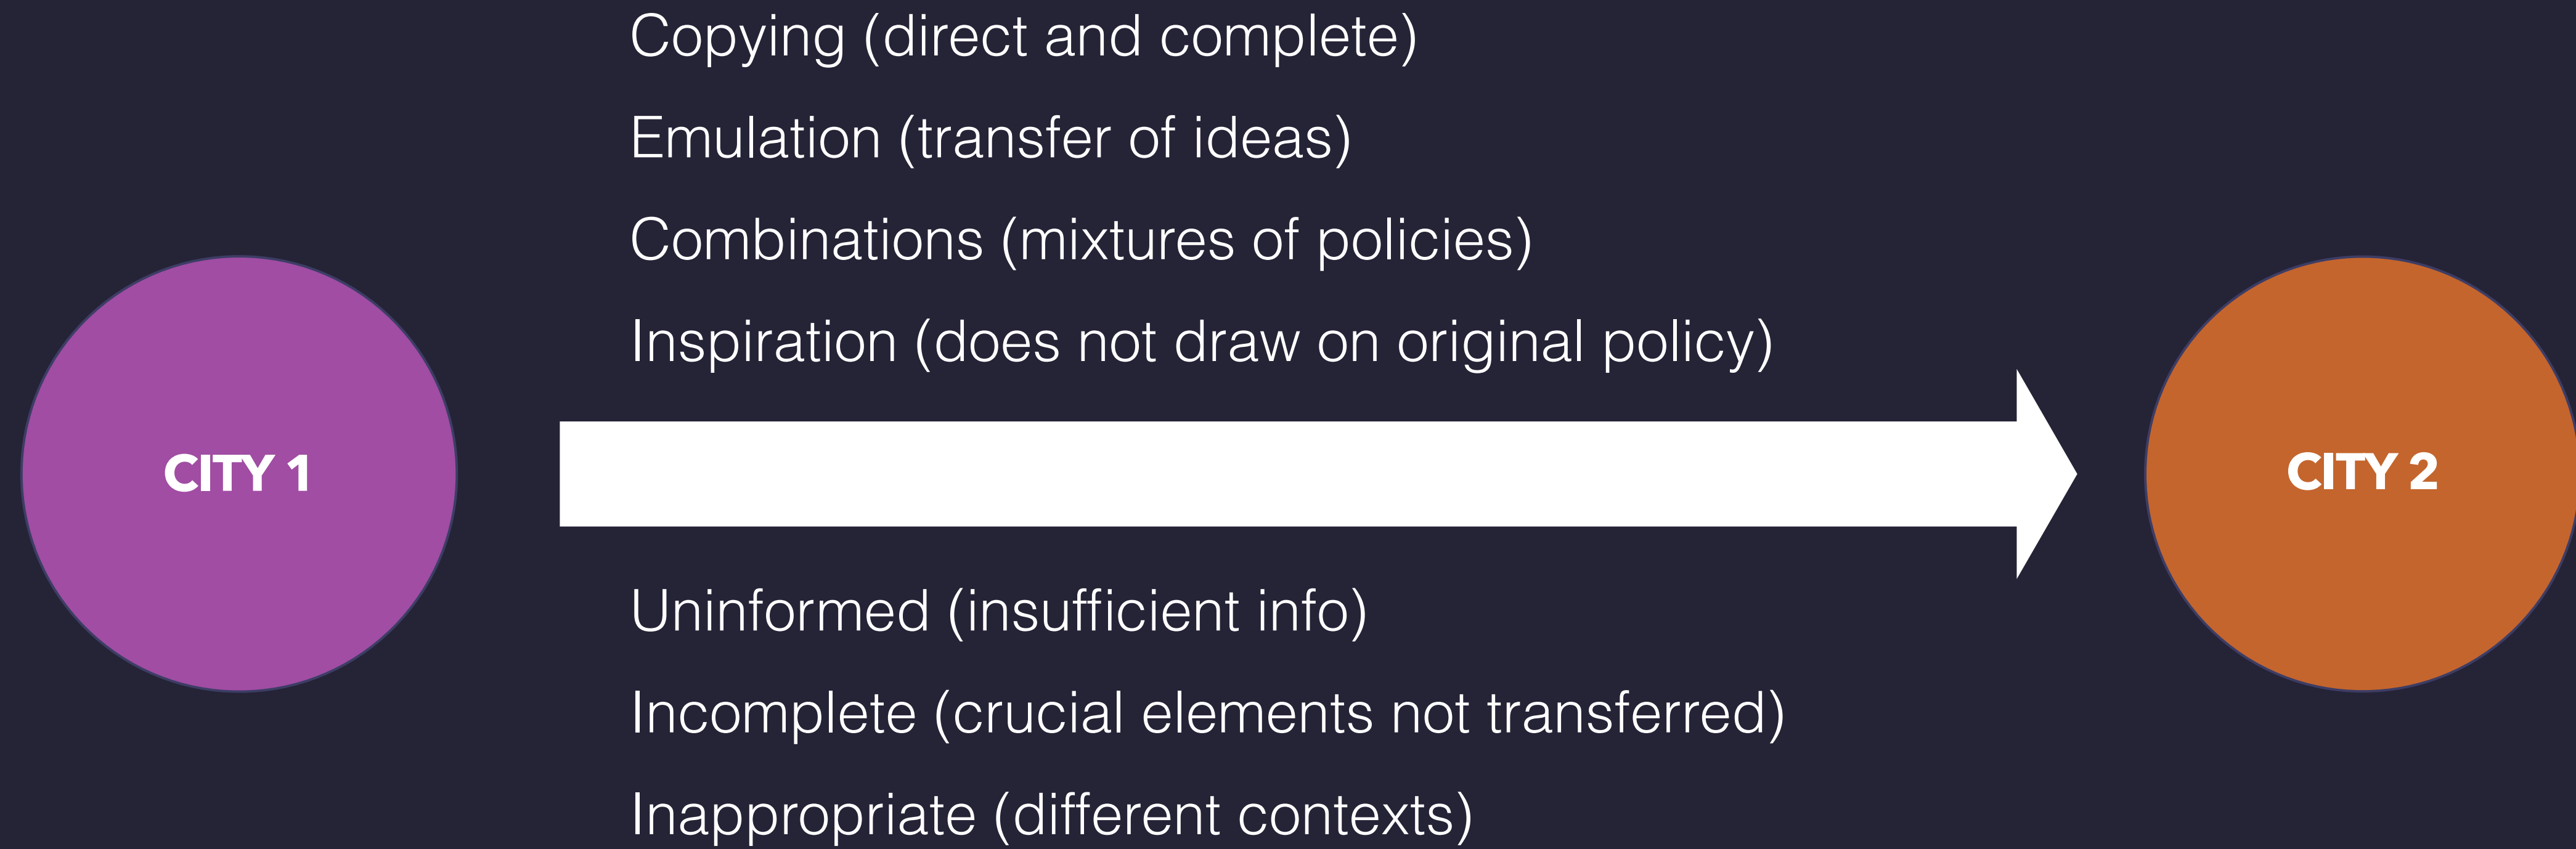 Copying (direct and complete)
Emulation (transfer of ideas)
Combinations (mixtures of policies)
Inspiration (does not draw on original policy)
CITY 1
CITY 2
Uninformed (insufficient info)
Incomplete (crucial elements not transferred)
Inappropriate (different contexts)